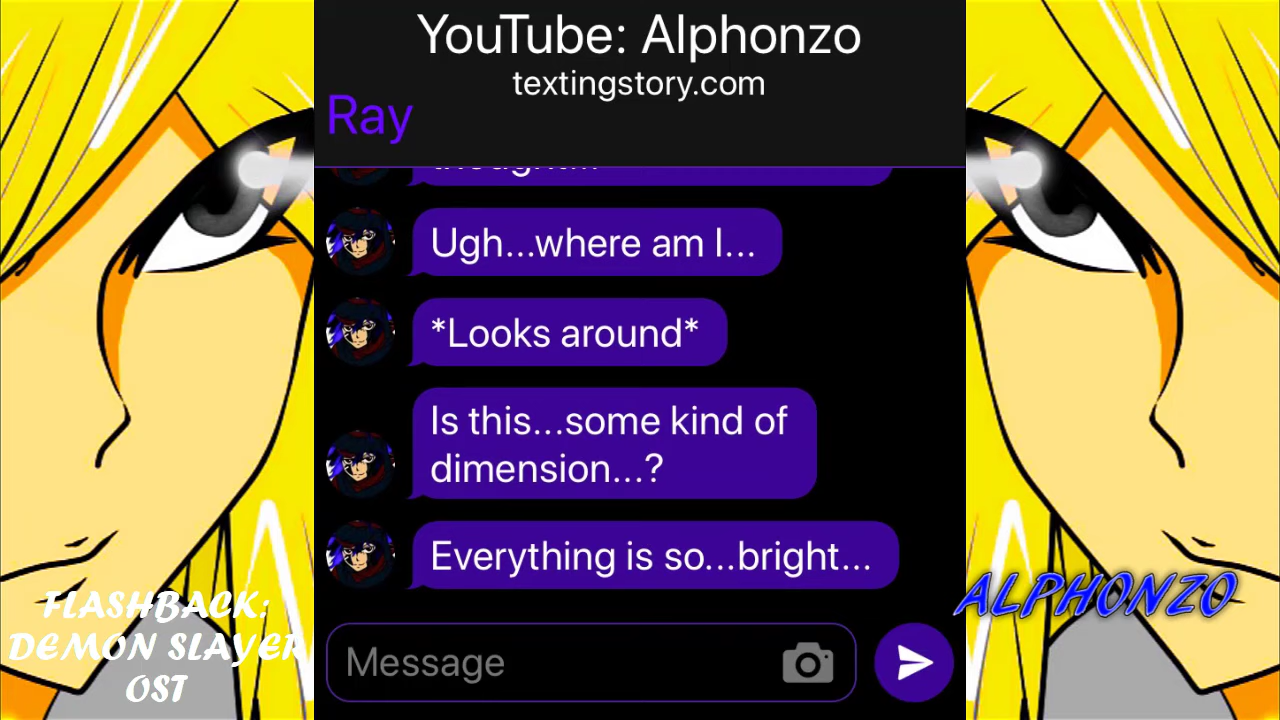 YouTube: Alphonzo
textingstory.com
Ray
Ugh...where am I...
*Looks around*
Is this...some kind of
dimension...?
Everything is so...bright...
Message
FLASHBACK:
DEMON SLAYER
OST
ALPHONZO